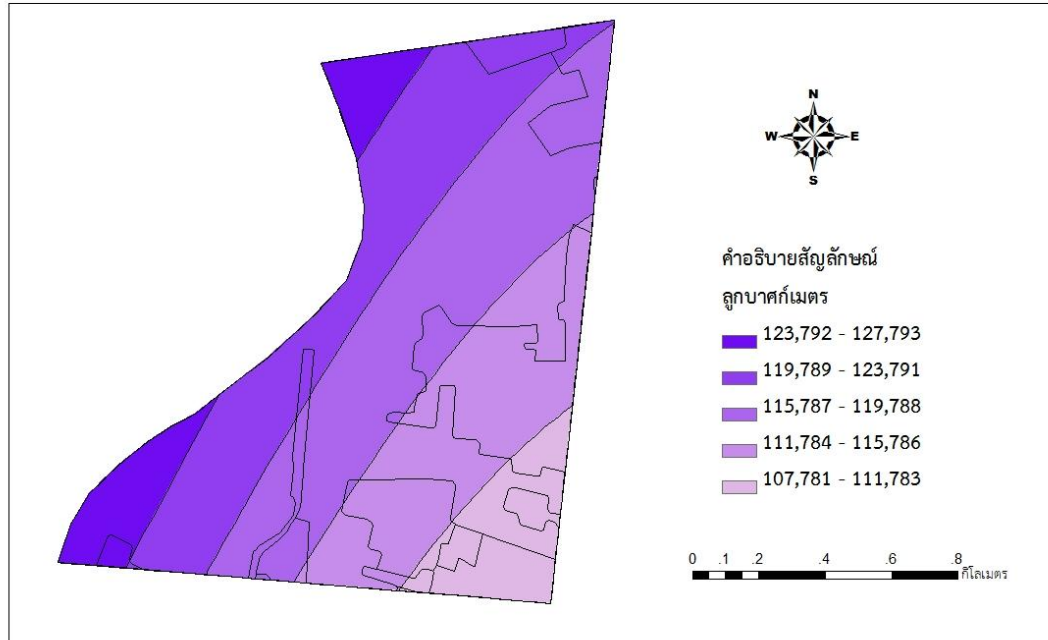 N
W E
S
คำอธิบายสัญลักษณ์
ลูกบาศก์เมตร
123,792 - 127,793
119,789 - 123,791
115,787 - 119,788
111,784 - 115,786
107,781 - 111,783
0 .1 .2 .4 .6 .8
กิโลเมตร